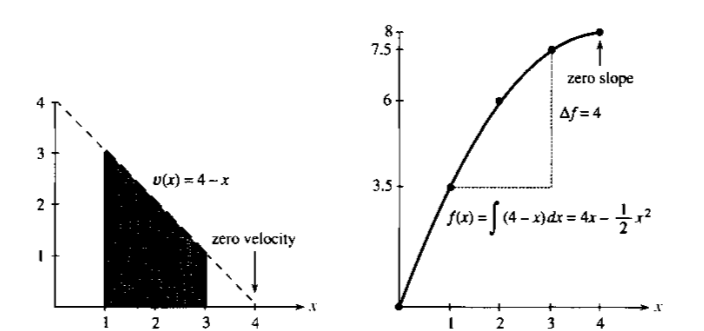 4
3
2
1
v(x) = 4 – x
zero velocity
1 2 3 4 x
8
7.5
6
3.5
zero slope
Δf = 4
f(x) = ∫ (4 – x) dx = 4x – 1/2 x²
1 2 3 4 x